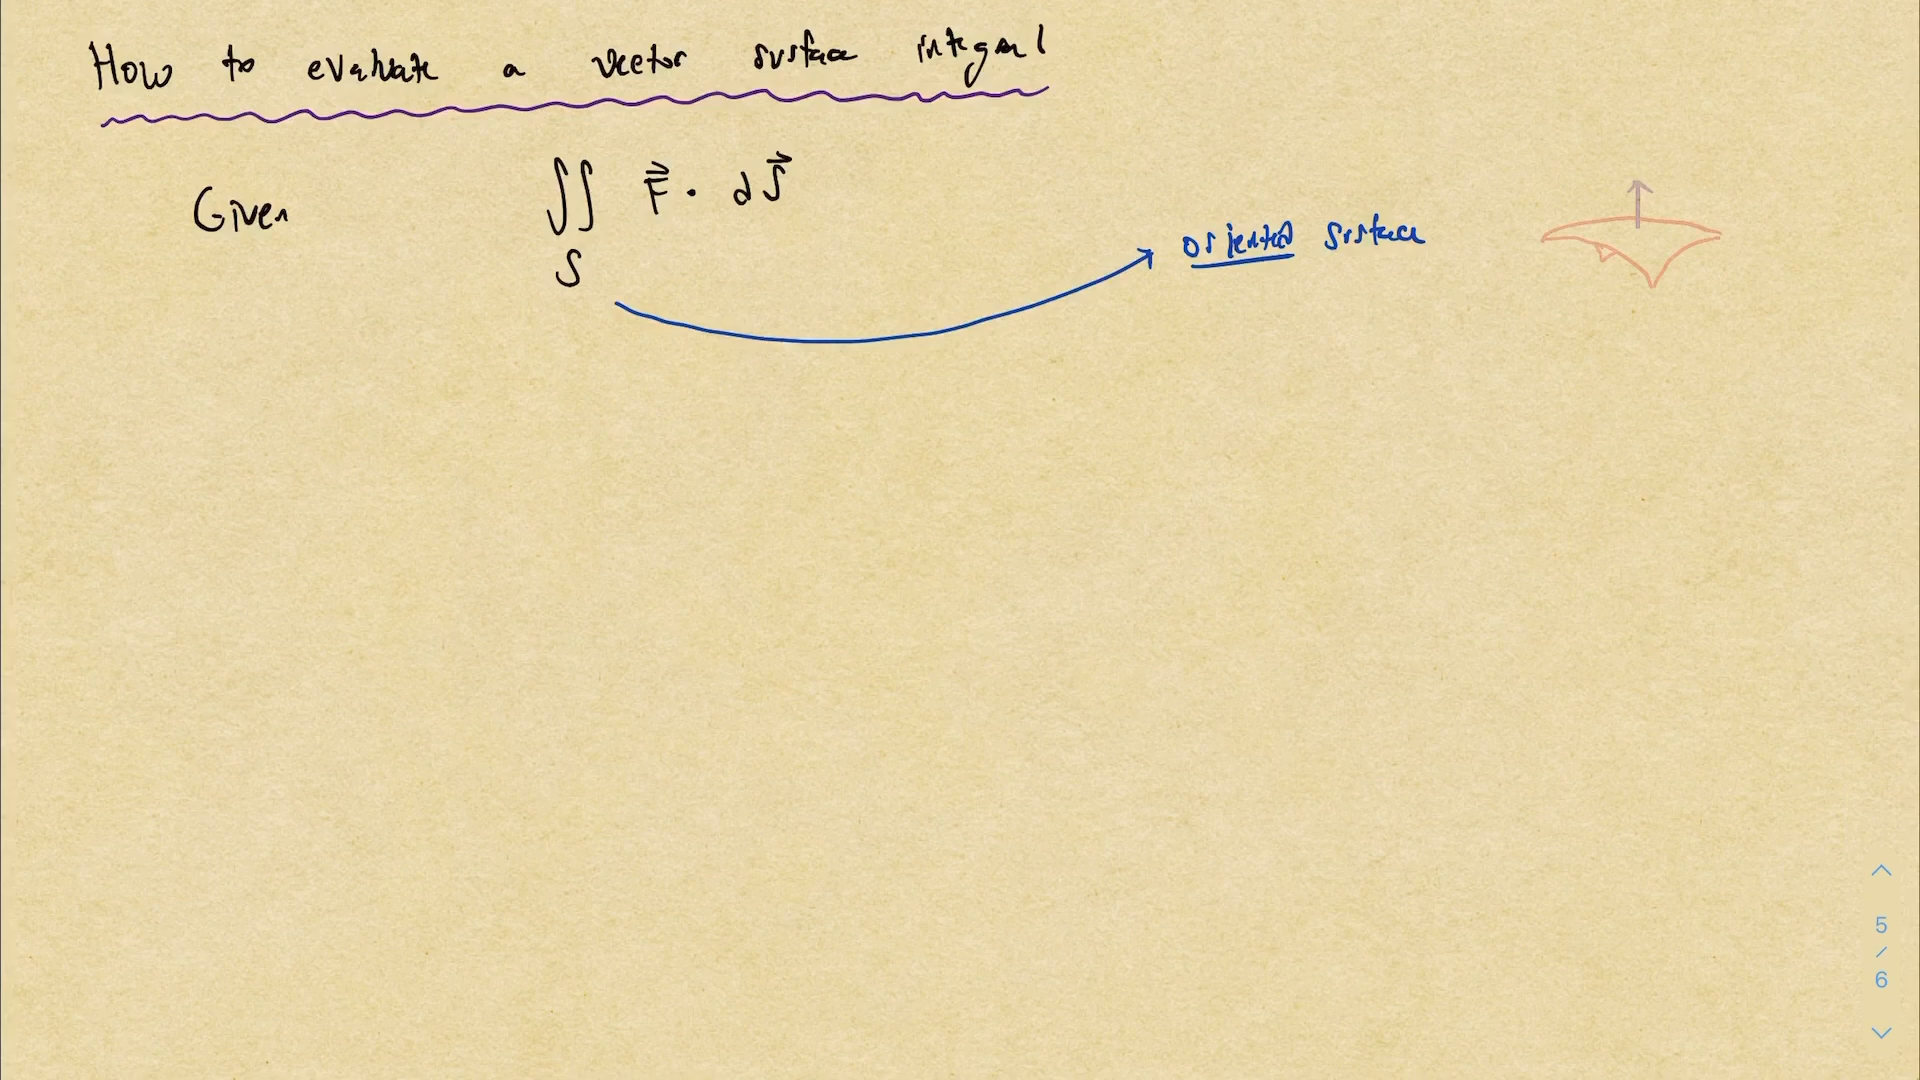 How to evaluate a vector surface integral
Given ∬ F⃗ · dS⃗
S
oriented surface
5
/
6